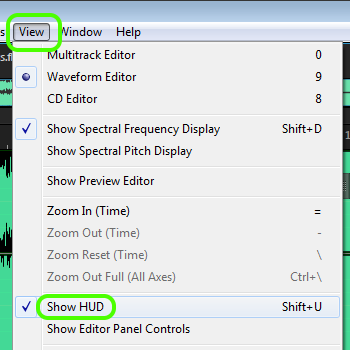 s View Window Help
s.fl
Multitrack Editor 0
Waveform Editor 9
CD Editor 8
Show Spectral Frequency Display Shift+D
Show Spectral Pitch Display
Show Preview Editor
Zoom In (Time) =
Zoom Out (Time) -
Zoom Reset (Time) \
Zoom Out Full (All Axes) Ctrl+\
Show HUD Shift+U
Show Editor Panel Controls